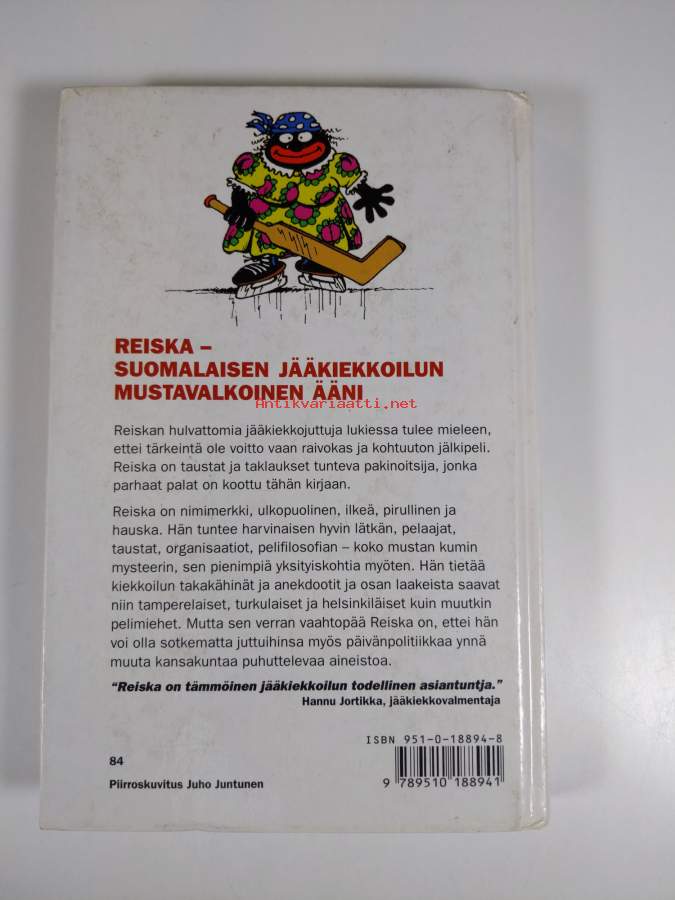 REISKA –
SUOMALAISEN JÄÄKIEKKOILUN
MUSTAVALKOINEN ÄÄNI
Antikvariaatti.net
Reiskan hulvattomia jääkiekkojuttuja lukiessa tulee mieleen,
ettei tärkeintä ole voitto vaan raivokas ja kohtuuton jälkipeli.
Reiska on taustat ja taklaukset tunteva pakinoitsija, jonka
parhaat palat on koottu tähän kirjaan.
Reiska on nimimerkki, ulkopuolinen, ilkeä, pirullinen ja
hauska. Hän tuntee harvinaisen hyvin lätkän, pelaajat,
taustat, organisaatiot, pelifilosofian – koko mustan kumin
mysteerin, sen pienimpiä yksityiskohtia myöten. Hän tietää
kiekkoilun takakähinät ja anekdootit ja osan laakeista saavat
niin tamperelaiset, turkulaiset ja helsinkiläiset kuin muutkin
pelimiehet. Mutta sen verran vaahtopää Reiska on, ettei hän
voi olla sotkematta juttuihinsa myös päivänpolitiikkaa ynnä
muuta kansakuntaa puhuttelevaa aineistoa.
“Reiska on tämmöinen jääkiekkoilun todellinen asiantuntja.”
Hannu Jortikka, jääkiekkovalmentaja
ISBN 951-0-18894-8
84
Piirroskuvitus Juho Juntunen
9 789510 188941